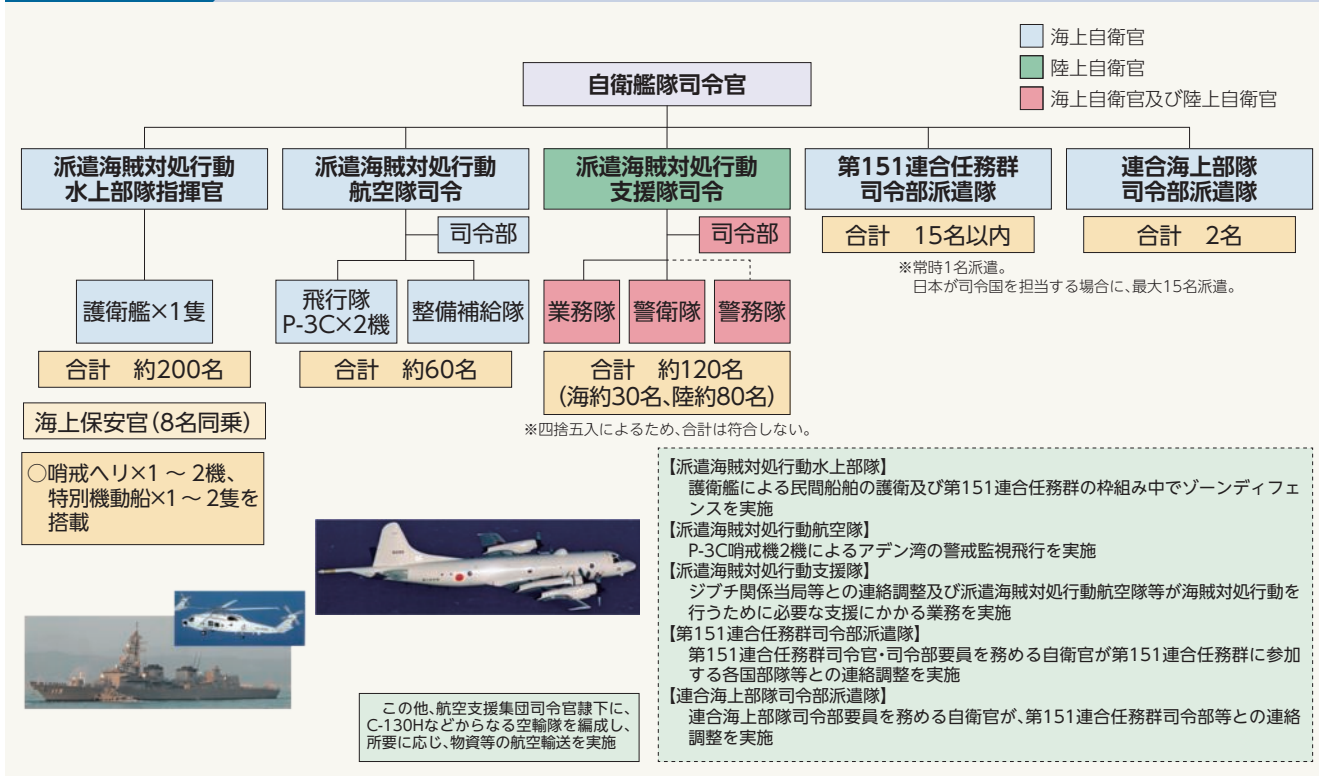 海上自衛官
陸上自衛官
海上自衛官及び陸上自衛官
自衛艦隊司令官
派遣海賊対処行動
水上部隊指揮官
派遣海賊対処行動
航空隊司令
派遣海賊対処行動
支援隊司令
第151連合任務群
司令部派遣隊
連合海上部隊
司令部派遣隊
司令部
司令部
合計　15名以内
合計　2名
※常時1名派遣。
日本が司令国を担当する場合に、最大15名派遣。
護衛艦×1隻
飛行隊
P-3C×2機
整備補給隊
業務隊
警衛隊
警務隊
合計　約200名
合計　約60名
合計　約120名
(海約30名、陸約80名)
※四捨五入によるため、合計は符合しない。
海上保安官(8名同乗)
○哨戒ヘリ×1～2機、
特別機動船×1～2隻を
搭載
【派遣海賊対処行動水上部隊】
護衛艦による民間船舶の護衛及び第151連合任務群の枠組み中でゾーンディフェ
ンスを実施
【派遣海賊対処行動航空隊】
P-3C哨戒機2機によるアデン湾の警戒監視飛行を実施
【派遣海賊対処行動支援隊】
ジブチ関係当局等との連絡調整及び派遣海賊対処行動航空隊等が海賊対処行動を
行うために必要な支援にかかる業務を実施
【第151連合任務群司令部派遣隊】
第151連合任務群司令官・司令部要員を務める自衛官が第151連合任務群に参加
する各国部隊等との連絡調整を実施
【連合海上部隊司令部派遣隊】
連合海上部隊司令部要員を務める自衛官が、第151連合任務群司令部等との連絡
調整を実施
この他、航空支援集団司令官隷下に、
C-130Hなどからなる空輸隊を編成し、
所要に応じ、物資等の航空輸送を実施